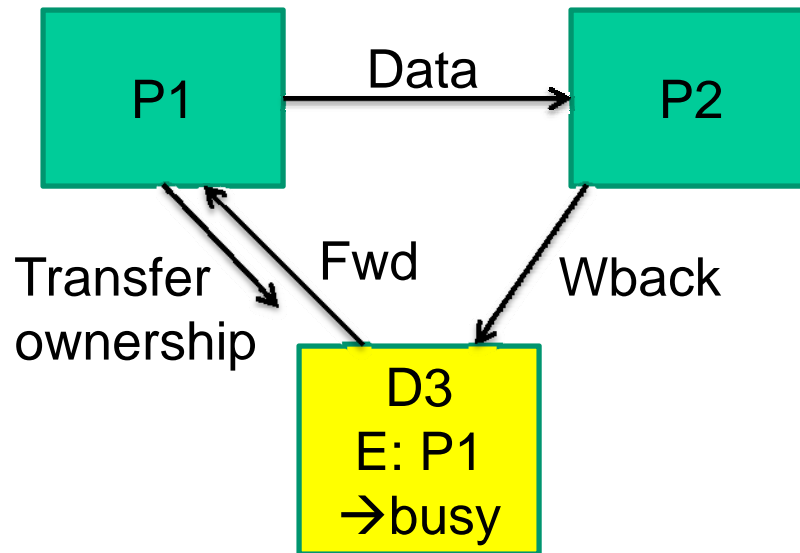 P1
Data
P2
Transfer
ownership
Fwd
Wback
D3
E: P1
→busy